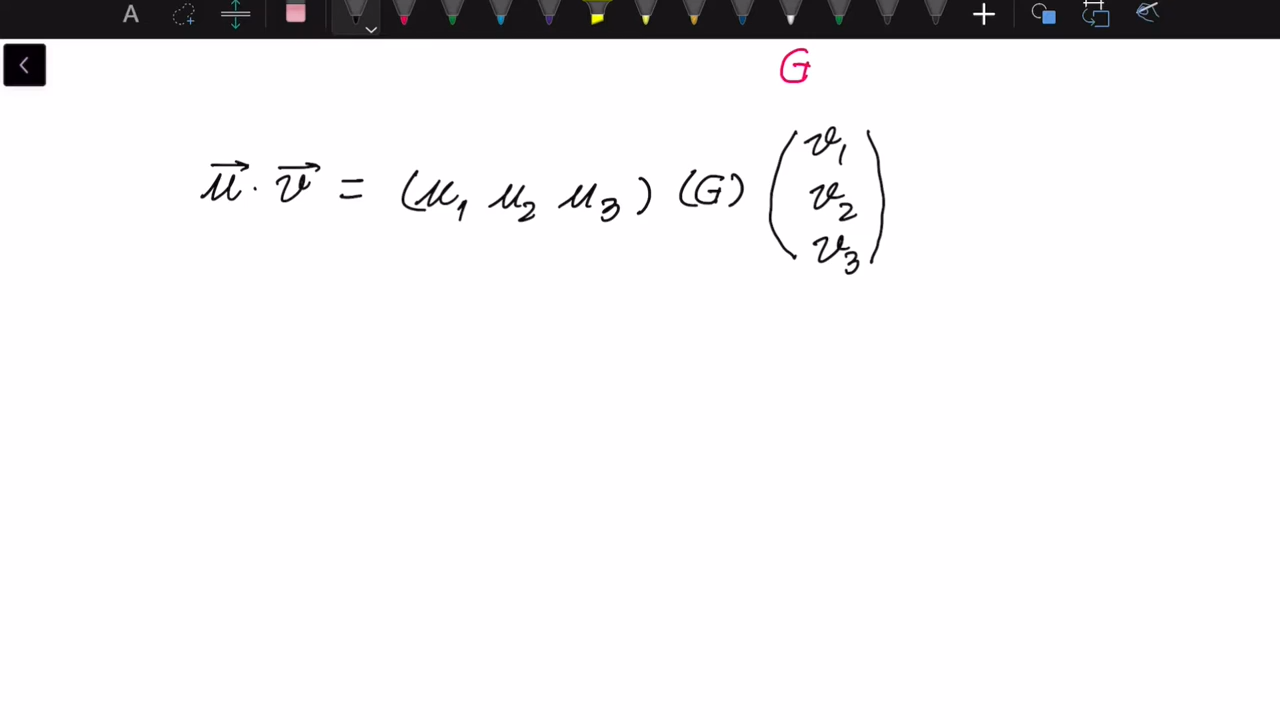 A
G
u⃗ · v⃗ = (u₁ u₂ u₃) (G) (v₁
v₂
v₃)